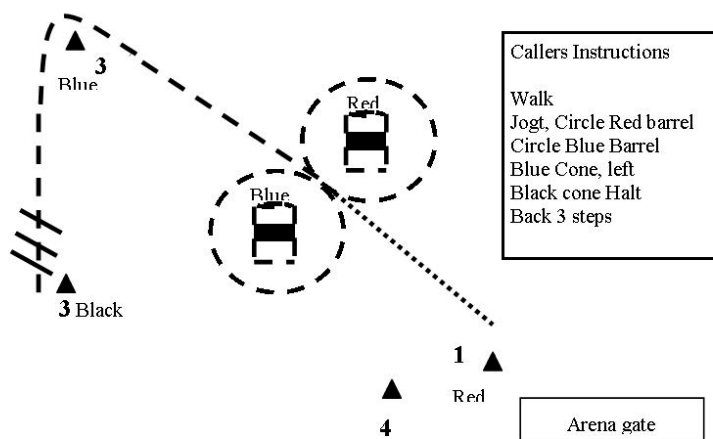 3
Blue
Red
Blue
3 Black
1
Red
4
Callers Instructions
Walk
Jogt, Circle Red barrel
Circle Blue Barrel
Blue Cone, left
Black cone Halt
Back 3 steps
Arena gate